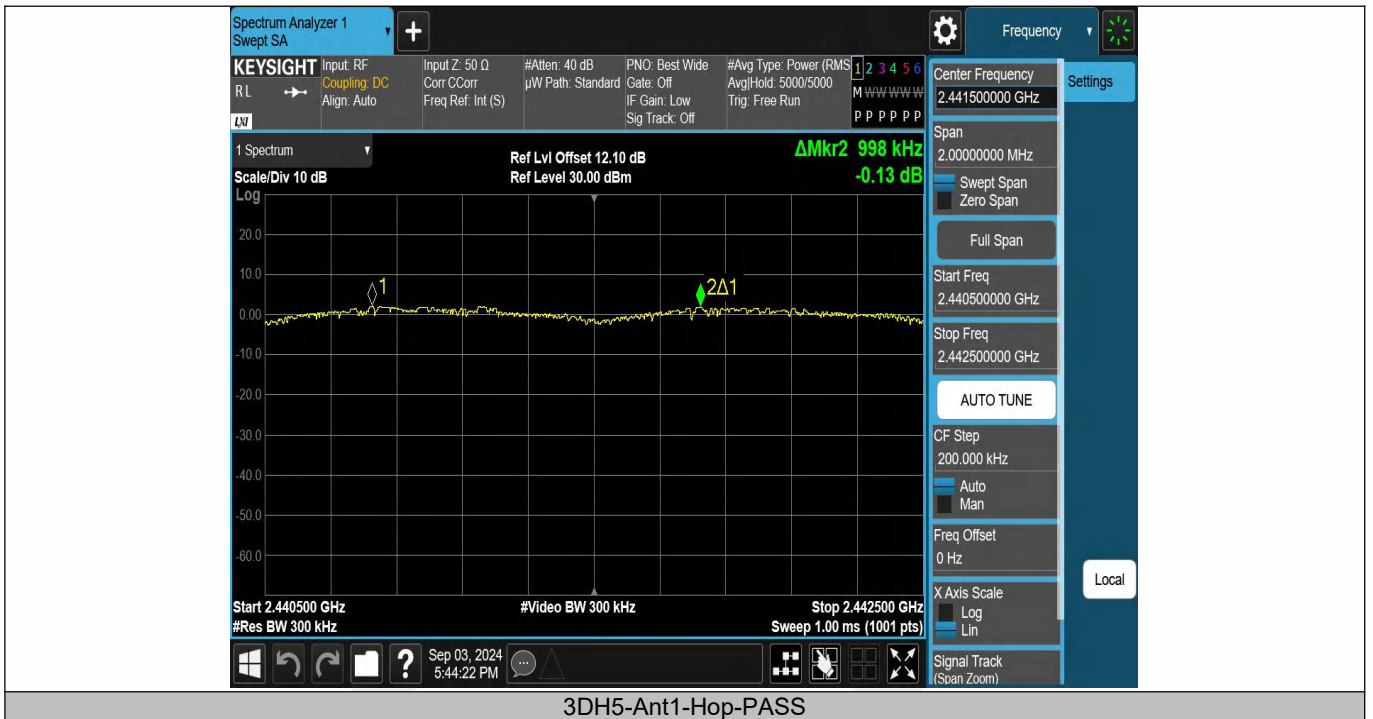 Spectrum Analyzer 1
Swept SA
+
Frequency
KEYSIGHT
Input: RF
Coupling: DC
Align: Auto
Input Z: 50 Ω
Corr CCorr
Freq Ref: Int (S)
#Atten: 40 dB
µW Path: Standard
PNO: Best Wide
Gate: Off
IF Gain: Low
Sig Track: Off
#Avg Type: Power (RMS
Avg|Hold: 5000/5000
Trig: Free Run
1 2 3 4 5 6
M W W W W W
P P P P P P
RL
LXI
1 Spectrum
Scale/Div 10 dB
Ref Lvl Offset 12.10 dB
Ref Level 30.00 dBm
ΔMkr2 998 kHz
-0.13 dB
Log
20.0
10.0
0.00
-10.0
-20.0
-30.0
-40.0
-50.0
-60.0
1
2Δ1
Start 2.440500 GHz
#Res BW 300 kHz
#Video BW 300 kHz
Stop 2.442500 GHz
Sweep 1.00 ms (1001 pts)
Center Frequency
2.441500000 GHz
Settings
Span
2.00000000 MHz
Swept Span
Zero Span
Full Span
Start Freq
2.440500000 GHz
Stop Freq
2.442500000 GHz
AUTO TUNE
CF Step
200.000 kHz
Auto
Man
Freq Offset
0 Hz
X Axis Scale
Log
Lin
Signal Track
(Span Zoom)
Local
?
Sep 03, 2024
5:44:22 PM
3DH5-Ant1-Hop-PASS